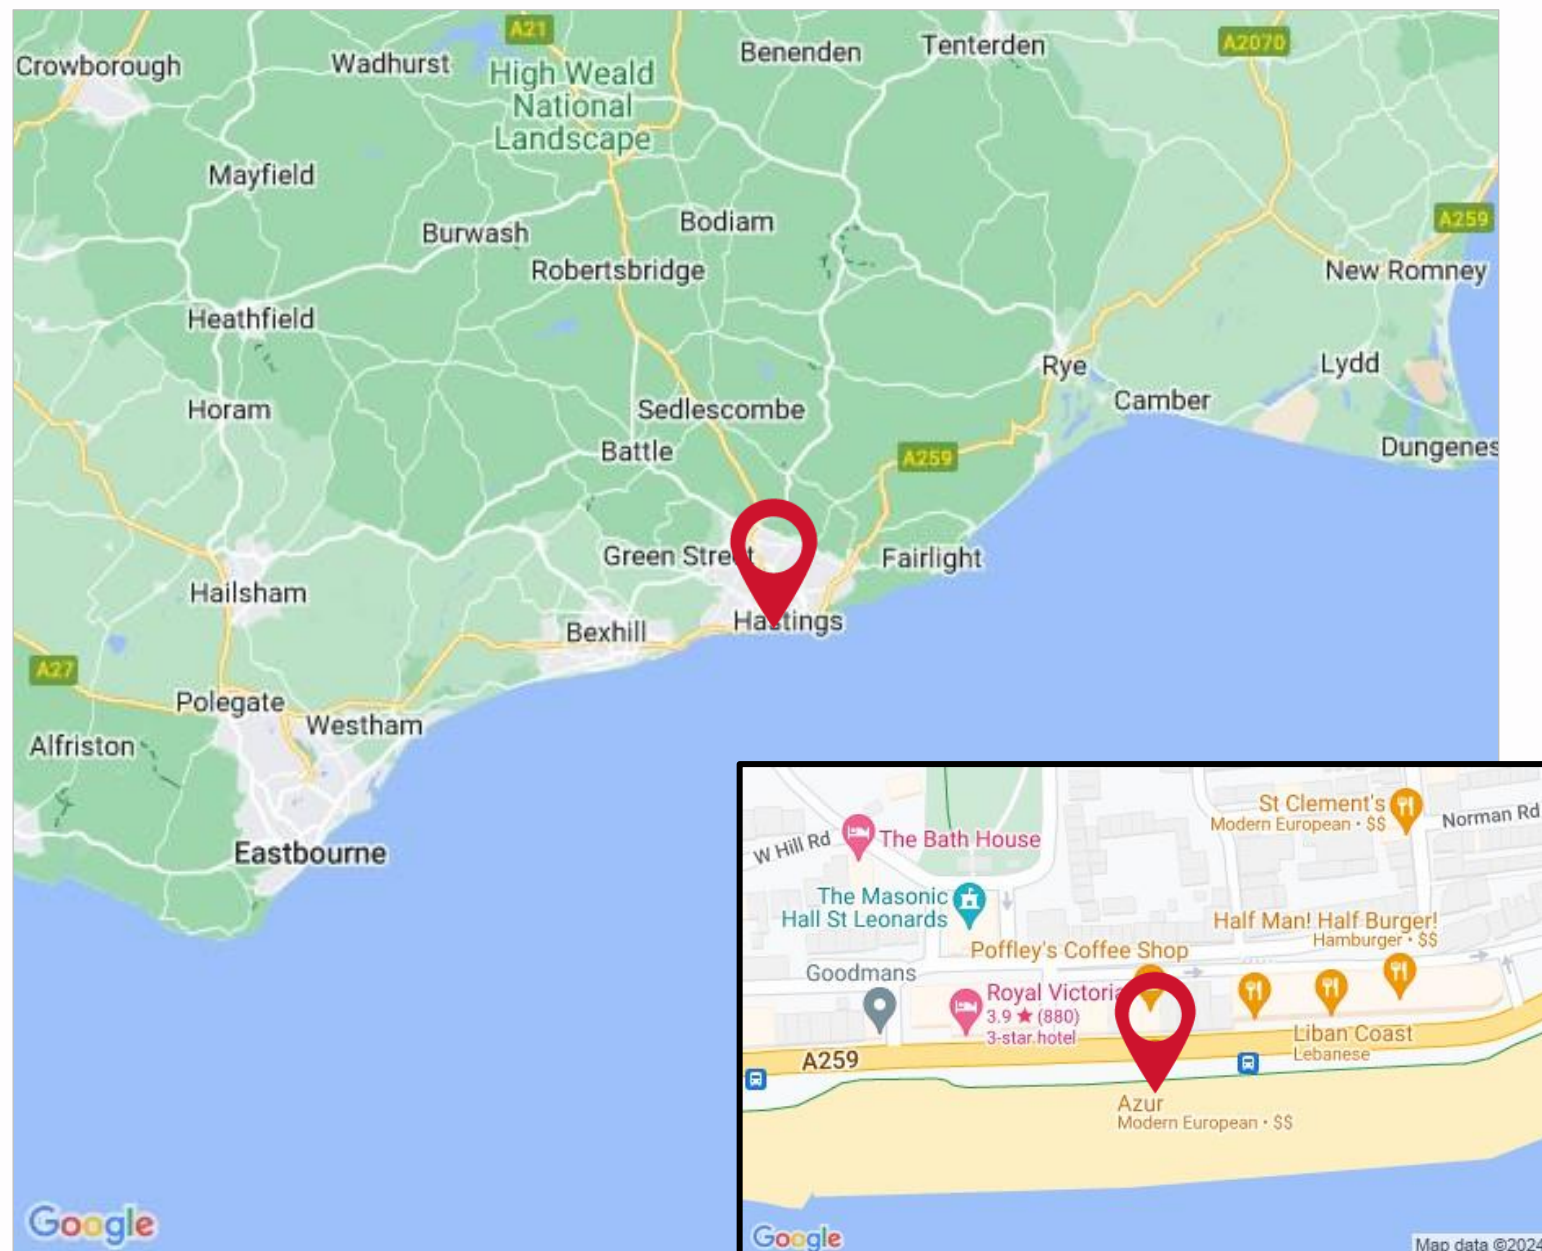 A21
Benenden
Tenterden
A2070
Crowborough
Wadhurst
High Weald
National
Landscape
Mayfield
Burwash
Bodiam
A259
Robertsbridge
New Romney
Heathfield
Rye
Lydd
Camber
Horam
Sedlescombe
Battle
A259
Dungenes
Green Street
Fairlight
Hailsham
Hastings
Bexhill
A27
Polegate
Westham
Alfriston
Eastbourne
Google
St Clement's
Modern European · $$
Norman Rd
W Hill Rd
The Bath House
The Masonic
Hall St Leonards
Half Man! Half Burger!
Hamburger · $$
Poffley's Coffee Shop
Goodmans
Royal Victoria
3.9 ★ (880)
3-star hotel
Liban Coast
Lebanese
A259
Azur
Modern European · $$
Google
Map data ©2024